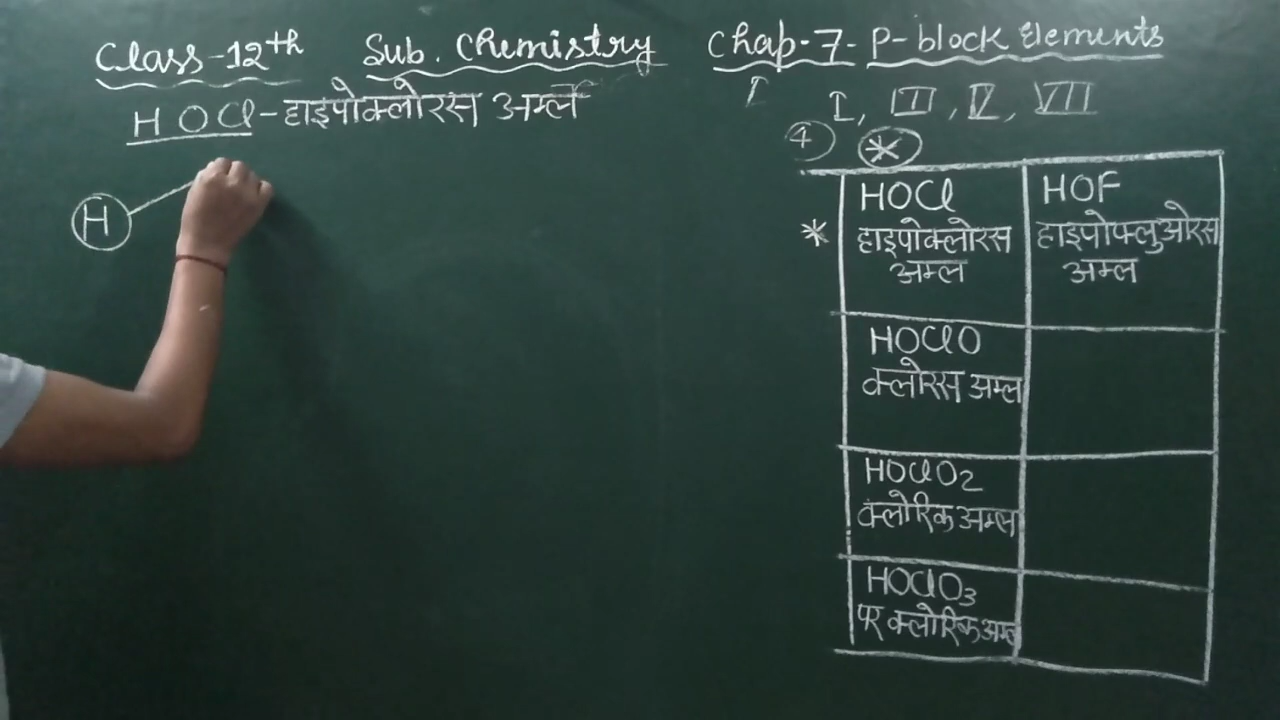 Class-12th Sub. Chemistry Chap-7- P-block Elements
HOCl-हाइपोक्लोरस अम्ल
I, III, V, VII
4 *
H
* HOCl HOF
हाइपोक्लोरस हाइपोफ्लुओरस
अम्ल अम्ल
HOClO
क्लोरस अम्ल
HOClO2
क्लोरिक अम्ल
HOClO3
पर क्लोरिक अम्ल